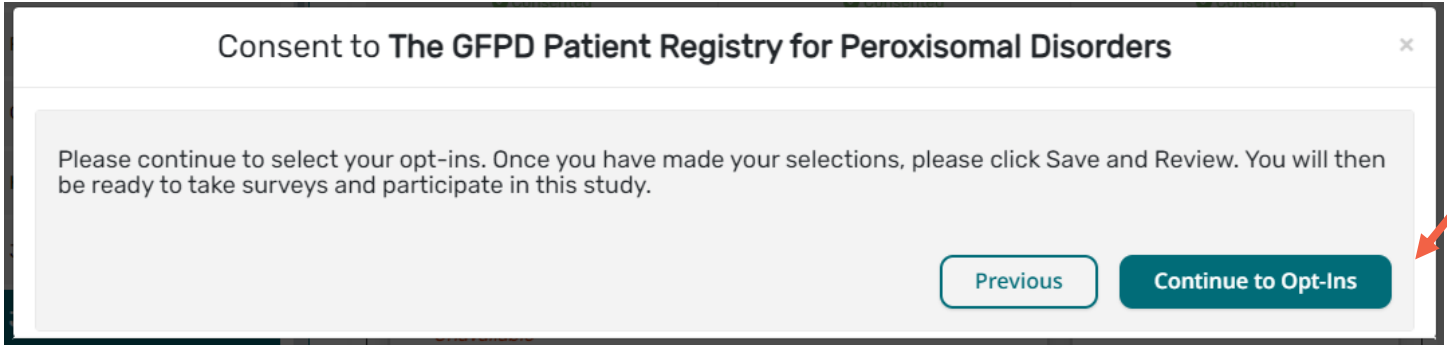 Consent to The GFPD Patient Registry for Peroxisomal Disorders
×
Please continue to select your opt-ins. Once you have made your selections, please click Save and Review. You will then
be ready to take surveys and participate in this study.
Previous
Continue to Opt-Ins